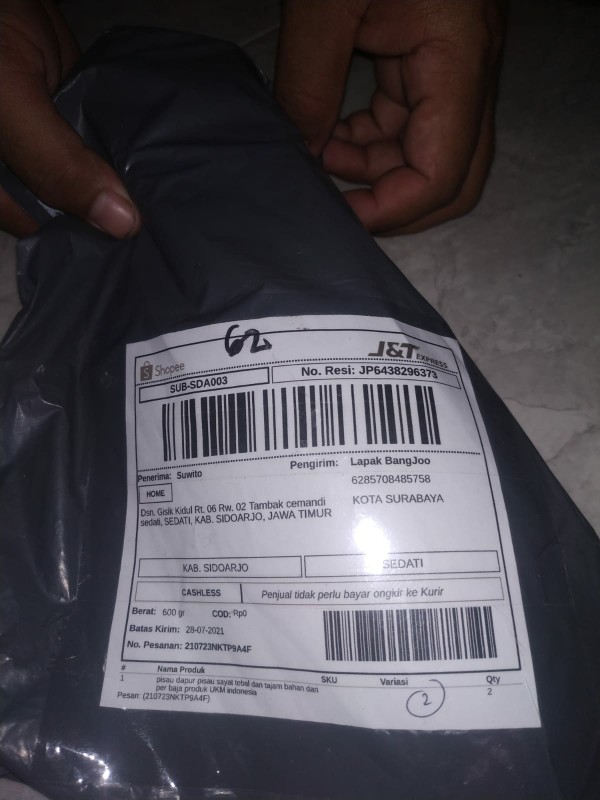 62
Shopee
J&T EXPRESS
SUB-SDA003
No. Resi: JP6438296373
Penerima: Suwito
Pengirim: Lapak BangJoo
HOME
6285708485758
Dsn. Gisik Kidul Rt. 06 Rw. 02 Tambak cemandi
KOTA SURABAYA
sedati, SEDATI, KAB. SIDOARJO, JAWA TIMUR
KAB. SIDOARJO
SEDATI
CASHLESS
Penjual tidak perlu bayar ongkir ke Kurir
Berat: 600 gr
COD: Rp0
Batas Kirim: 28-07-2021
No. Pesanan: 210723NKTP9A4F
# Nama Produk SKU Variasi Qty
1 pisau dapur pisau sayat tebal dan tajam bahan dari 2
per baja produk UKM indonesia
Pesan: (210723NKTP9A4F)
2